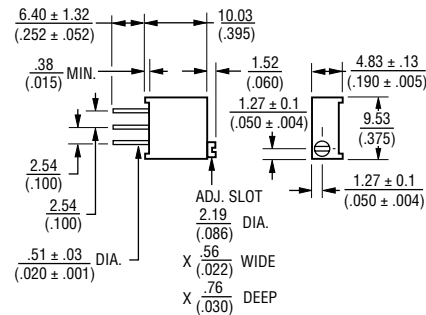 6.40 ± 1.32
(.252 ± .052)
10.03
(.395)
.38
(.015)
MIN.
1.52
(.060)
4.83 ± .13
(.190 ± .005)
1.27 ± 0.1
(.050 ± .004)
9.53
(.375)
2.54
(.100)
2.54
(.100)
1.27 ± 0.1
(.050 ± .004)
ADJ. SLOT
2.19
(.086)
DIA.
.51 ± .03
(.020 ± .001)
DIA.
X .56
(.022)
WIDE
X .76
(.030)
DEEP